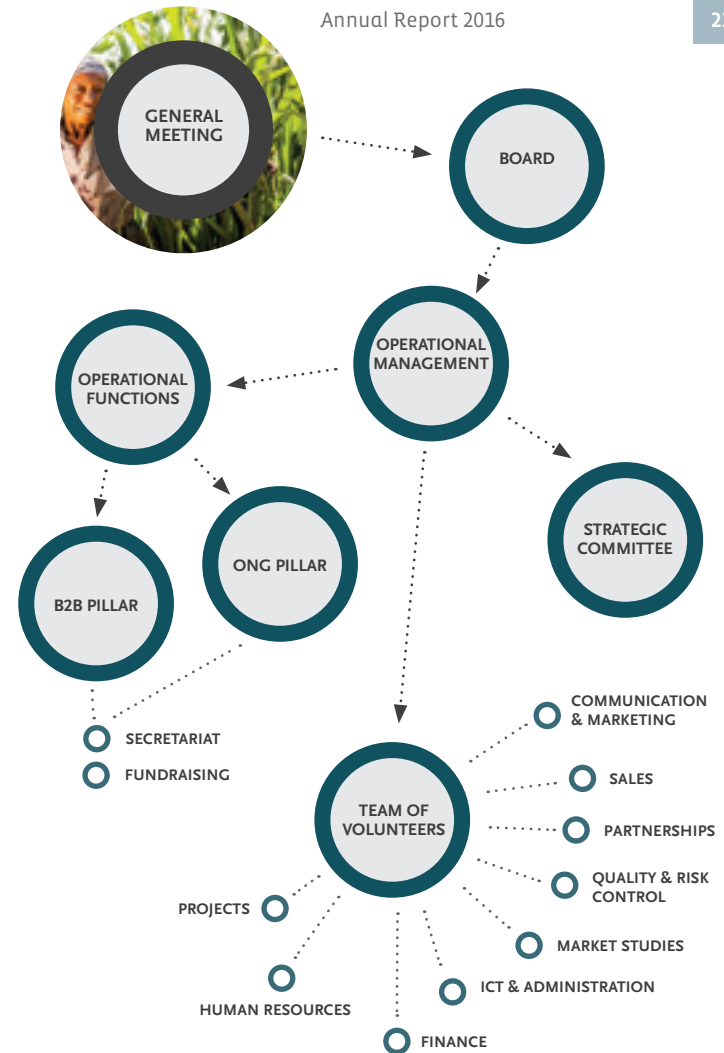 Annual Report 2016
GENERAL
MEETING
BOARD
OPERATIONAL
MANAGEMENT
OPERATIONAL
FUNCTIONS
STRATEGIC
COMMITTEE
ONG PILLAR
B2B PILLAR
SECRETARIAT
FUNDRAISING
COMMUNICATION
& MARKETING
SALES
TEAM OF
VOLUNTEERS
PARTNERSHIPS
QUALITY & RISK
CONTROL
PROJECTS
MARKET STUDIES
ICT & ADMINISTRATION
HUMAN RESOURCES
FINANCE